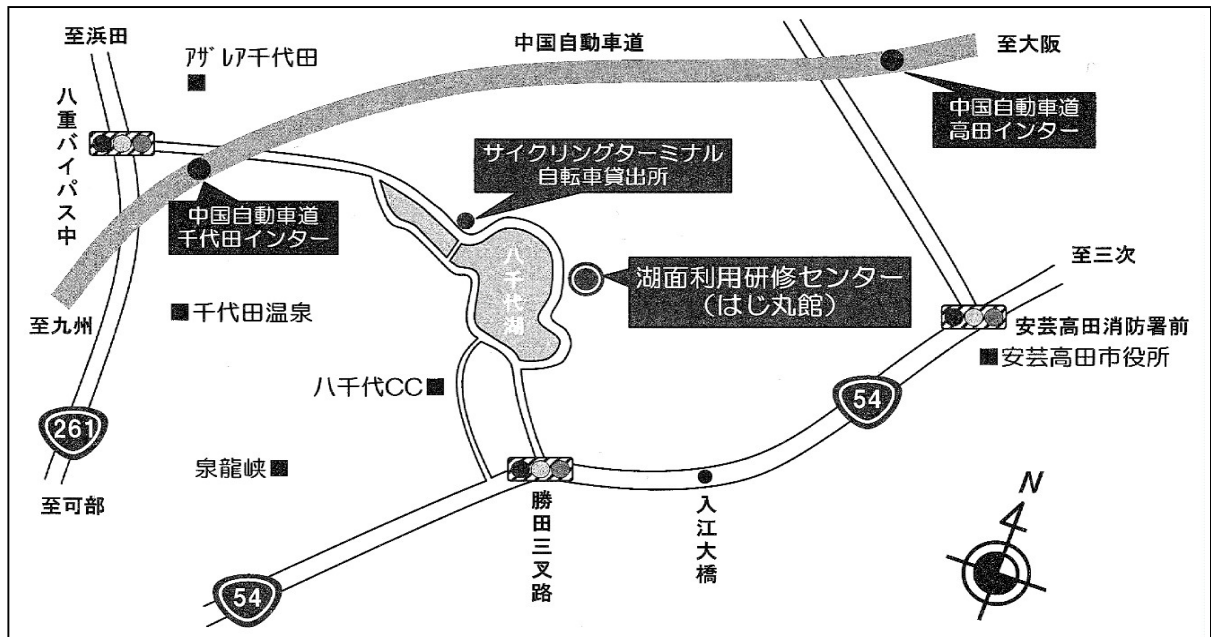 至浜田
ｱｻﾞﾚｱ千代田
中国自動車道
至大阪
八重バイパス中
中国自動車道
高田インター
サイクリングターミナル
自転車貸出所
中国自動車道
千代田インター
八千代湖
湖面利用研修センター
（はじ丸館）
至三次
千代田温泉
至九州
安芸高田消防署前
安芸高田市役所
八千代CC
54
261
泉龍峡
至可部
勝田三叉路
入江大橋
N
54